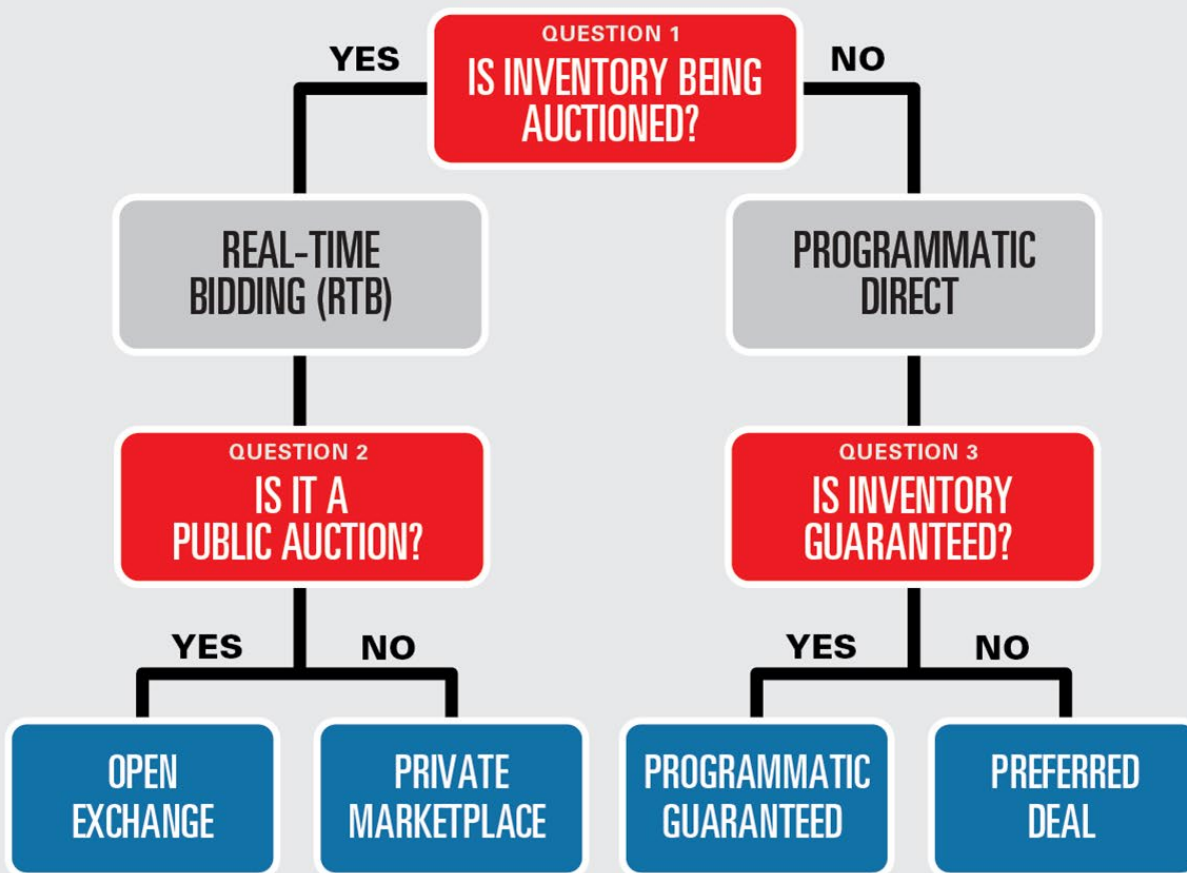 QUESTION 1
YES
IS INVENTORY BEING
AUCTIONED?
NO
REAL-TIME
BIDDING (RTB)
PROGRAMMATIC
DIRECT
QUESTION 2
IS IT A
PUBLIC AUCTION?
QUESTION 3
IS INVENTORY
GUARANTEED?
YES
NO
YES
NO
OPEN
EXCHANGE
PRIVATE
MARKETPLACE
PROGRAMMATIC
GUARANTEED
PREFERRED
DEAL